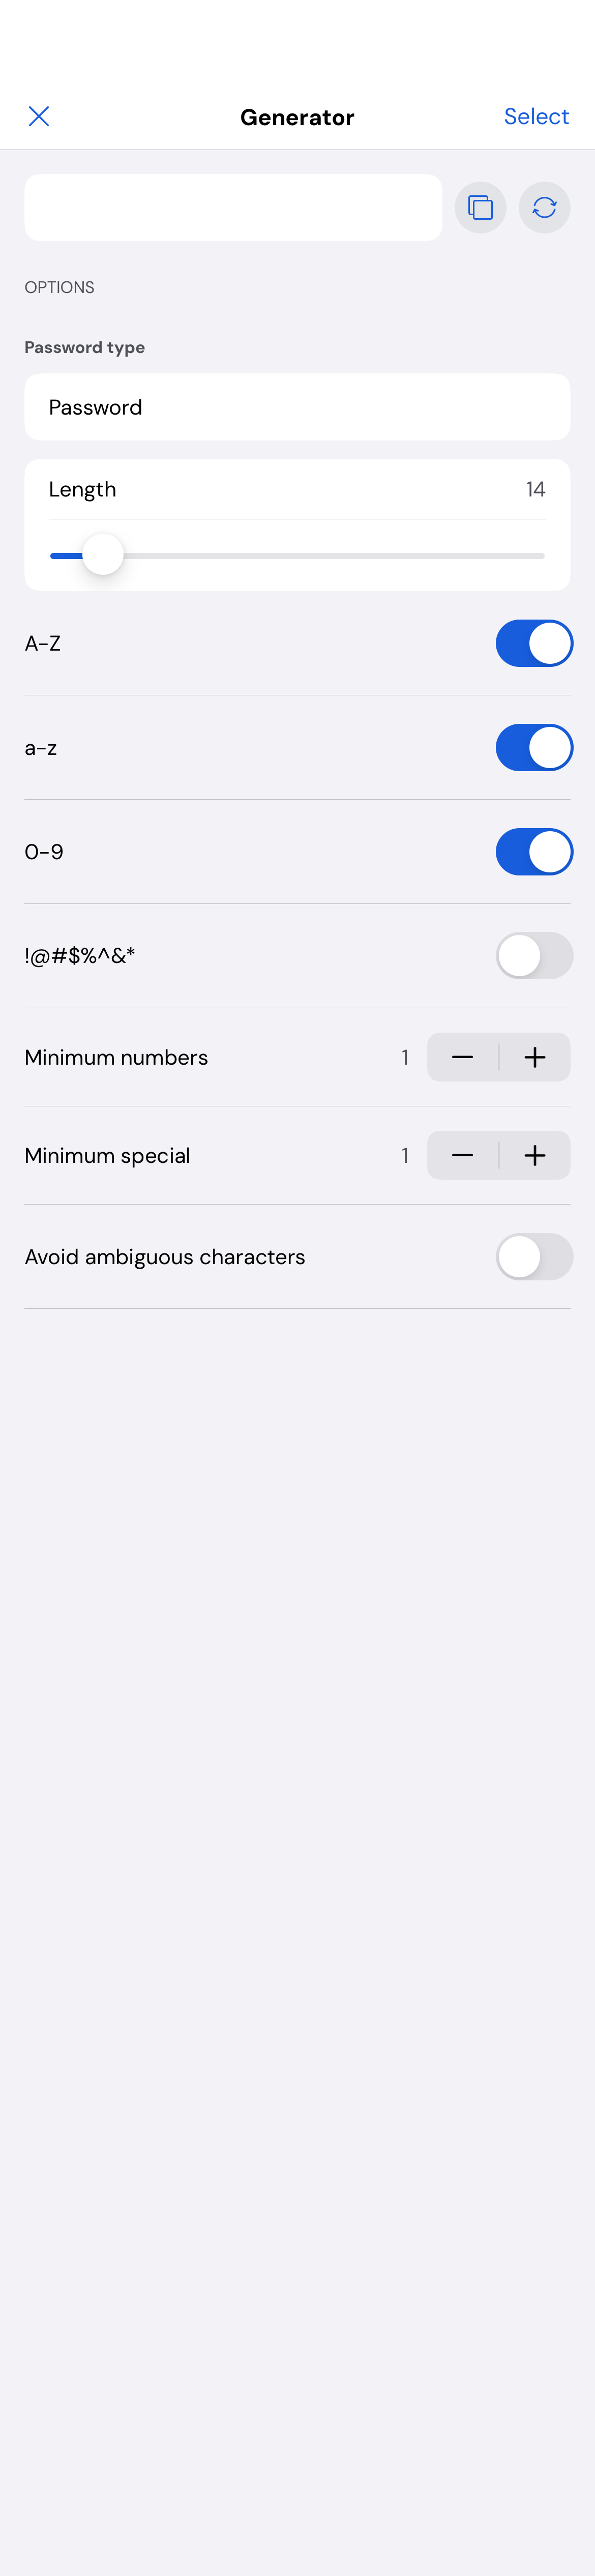 Generator
Select
OPTIONS
Password type
Password
Length 14
A-Z
a-z
0-9
!@#$%^&*
Minimum numbers 1
Minimum special 1
Avoid ambiguous characters